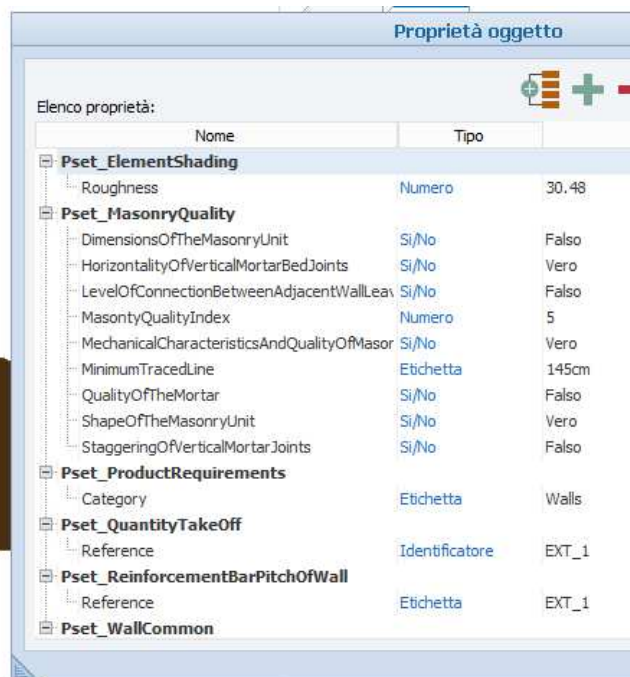 Proprietà oggetto
Elenco proprietà:
Nome Tipo
Pset_ElementShading
Roughness Numero 30.48
Pset_MasonryQuality
DimensionsOfTheMasonryUnit Si/No Falso
HorizontalityOfVerticalMortarBedJoints Si/No Vero
LevelOfConnectionBetweenAdjacentWallLeav Si/No Falso
MasontyQualityIndex Numero 5
MechanicalCharacteristicsAndQualityOfMasor Si/No Vero
MinimumTracedLine Etichetta 145cm
QualityOfTheMortar Si/No Falso
ShapeOfTheMasonryUnit Si/No Vero
StaggeringOfVerticalMortarJoints Si/No Falso
Pset_ProductRequirements
Category Etichetta Walls
Pset_QuantityTakeOff
Reference Identificatore EXT_1
Pset_ReinforcementBarPitchOfWall
Reference Etichetta EXT_1
Pset_WallCommon